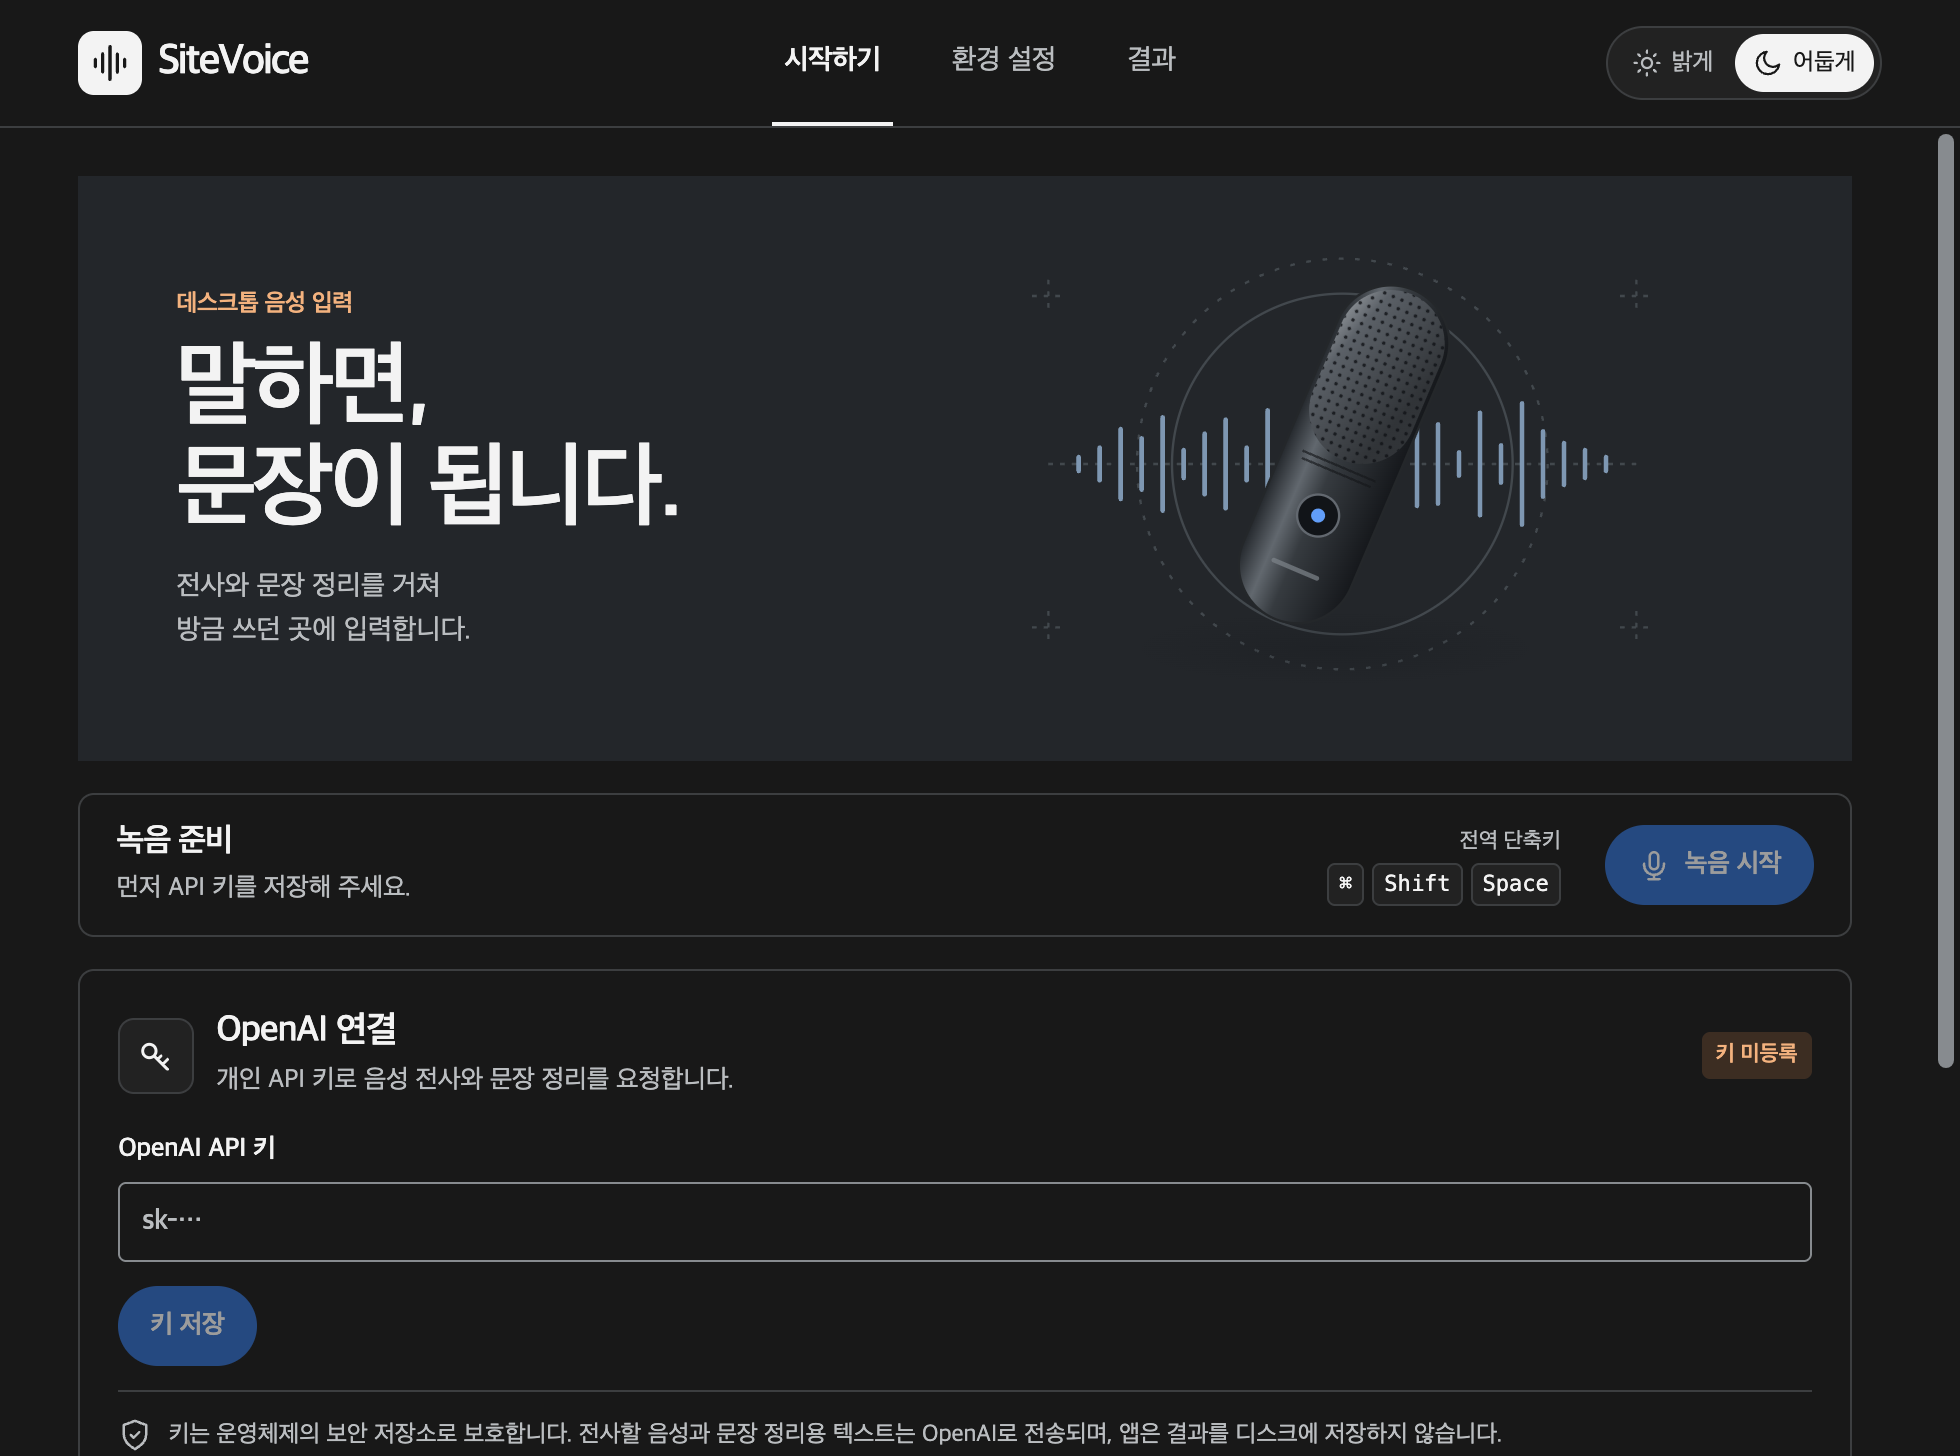 SiteVoice
시작하기
환경 설정
결과
밝게
어둡게
데스크톱 음성 입력
말하면,
문장이 됩니다.
전사와 문장 정리를 거쳐
방금 쓰던 곳에 입력합니다.
녹음 준비
먼저 API 키를 저장해 주세요.
전역 단축키
⌘ Shift Space
녹음 시작
OpenAI 연결
개인 API 키로 음성 전사와 문장 정리를 요청합니다.
키 미등록
OpenAI API 키
sk-…
키 저장
키는 운영체제의 보안 저장소로 보호합니다. 전사할 음성과 문장 정리용 텍스트는 OpenAI로 전송되며, 앱은 결과를 디스크에 저장하지 않습니다.